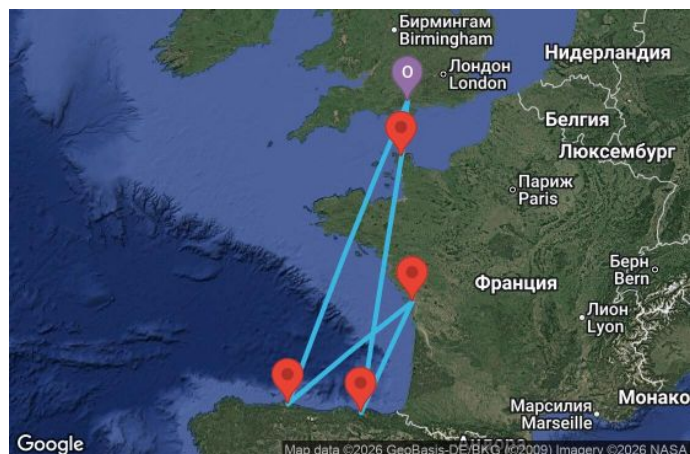 Бирмингам
Birmingham
Нидерландия
O
Лондон
London
Белгия
Люксембург
Париж
Paris
Берн
Bern
Франция
Лион
Lyon
Монако
Марсилия
Marseille
Google
Map data ©2026 GeoBasis-DE/BKG (©2009) Imagery ©2026 NASA